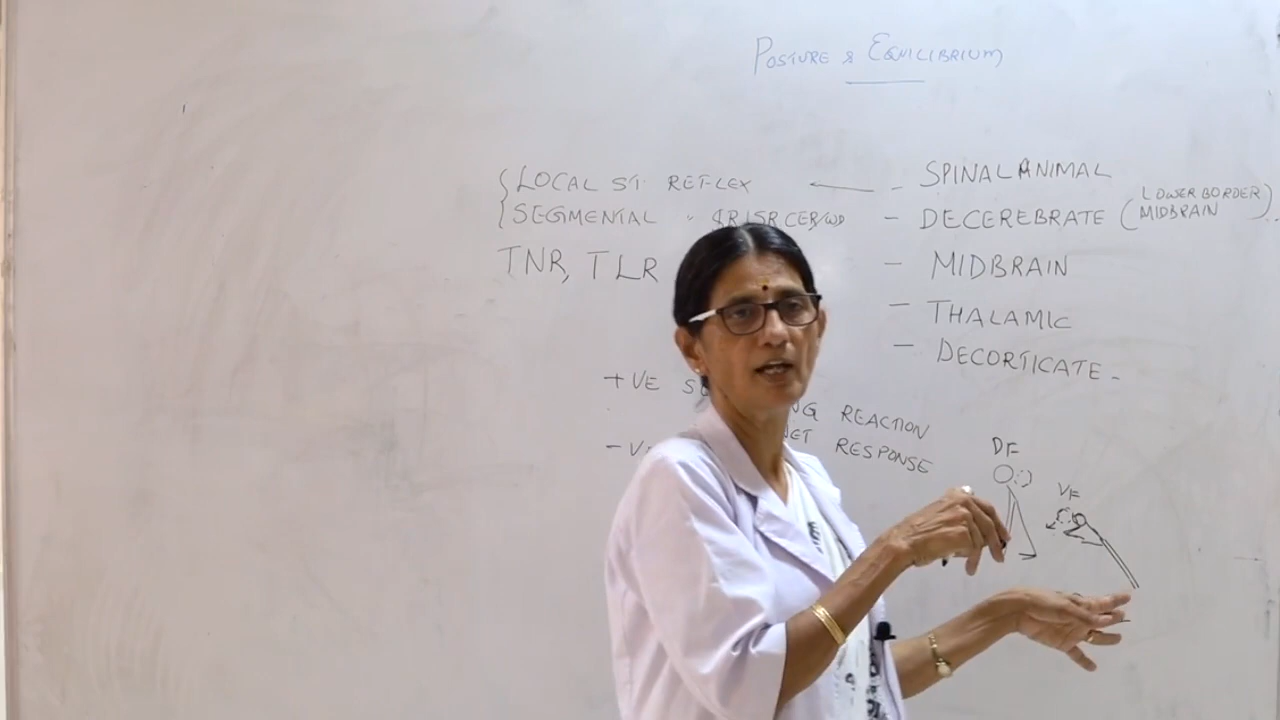 POSTURE & EQUILIBRIUM
{ LOCAL ST. REFLEX ← - SPINAL ANIMAL
{ SEGMENTAL " - DECEREBRATE (LOWER BORDER MIDBRAIN)
TNR, TLR - MIDBRAIN
- THALAMIC
- DECORTICATE -
+VE REACTION
- RESPONSE
DF
VF